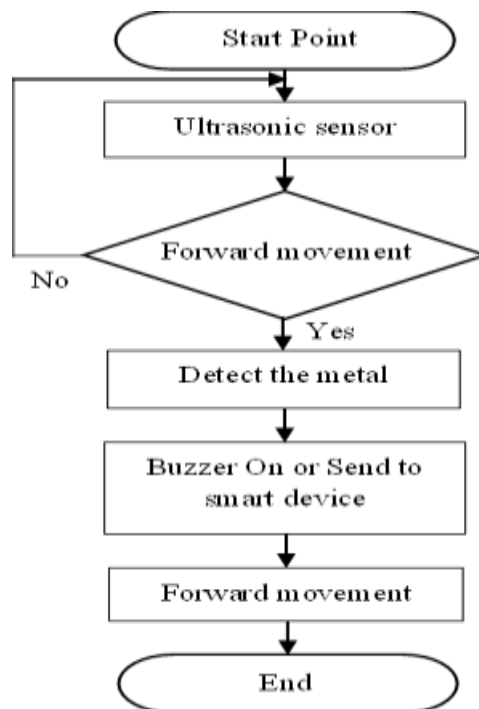 Start Point
Ultrasonic sensor
Forward movement
No
Yes
Detect the metal
Buzzer On or Send to
smart device
Forward movement
End